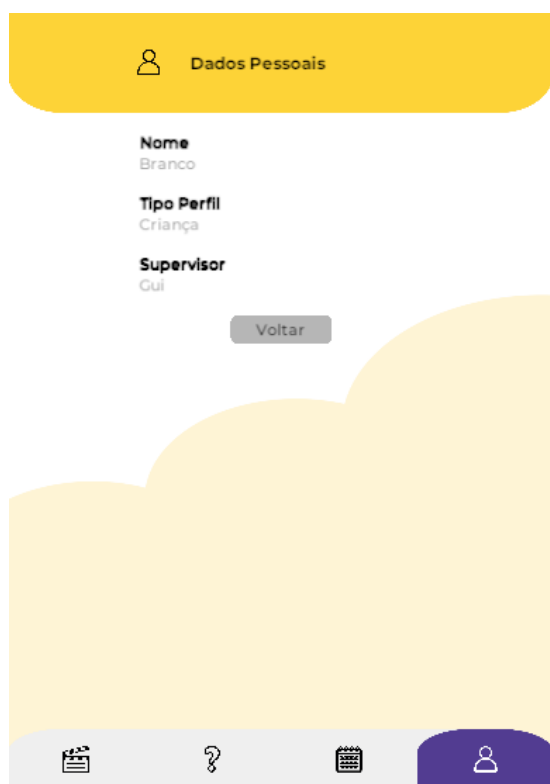 Dados Pessoais
Nome
Branco
Tipo Perfil
Criança
Supervisor
Gui
Voltar